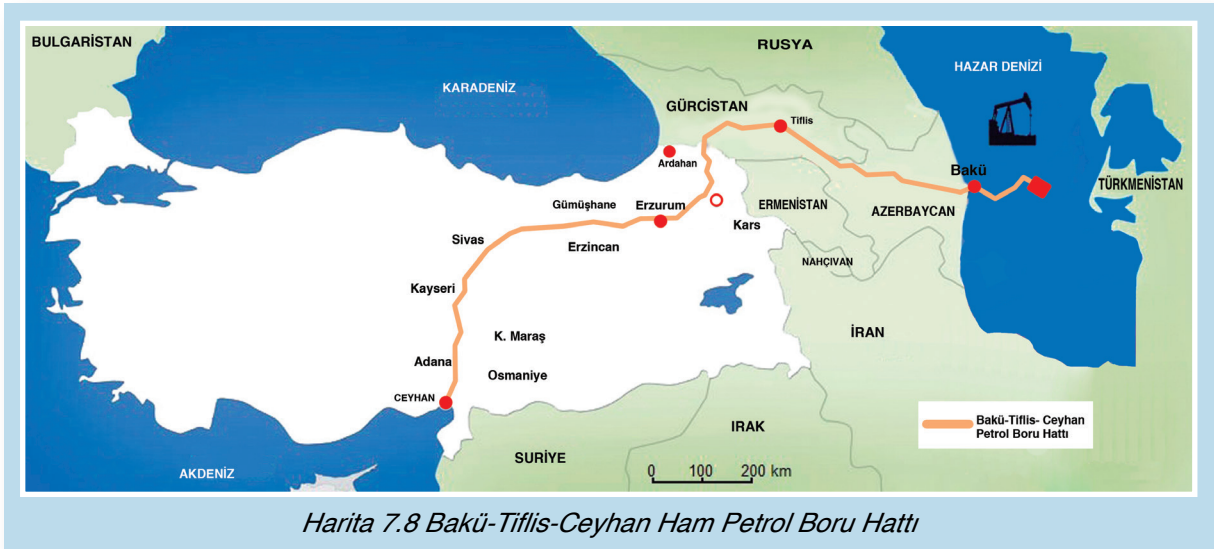 BULGARİSTAN
RUSYA
HAZAR DENİZİ
KARADENİZ
GÜRCİSTAN
Tiflis
Ardahan
Bakü
TÜRKMENİSTAN
Gümüşhane
Erzurum
ERMENİSTAN
AZERBAYCAN
Kars
Sivas
Erzincan
NAHÇIVAN
Kayseri
K. Maraş
İRAN
Adana
Osmaniye
CEYHAN
Bakü-Tiflis- Ceyhan
Petrol Boru Hattı
IRAK
SURİYE
AKDENİZ
0 100 200 km
Harita 7.8 Bakü-Tiflis-Ceyhan Ham Petrol Boru Hattı